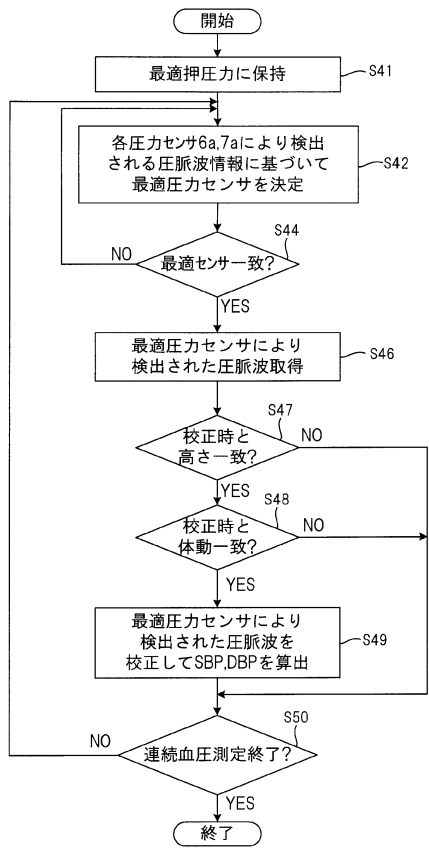 開始
最適押圧力に保持
S41
各圧力センサ6a,7aにより検出
される圧脈波情報に基づいて
最適圧力センサを決定
S42
S44
NO
最適センサ一致?
YES
最適圧力センサにより
検出された圧脈波取得
S46
S47
校正時と
高さ一致?
NO
YES
S48
校正時と
体動一致?
NO
YES
最適圧力センサにより
検出された圧脈波を
校正してSBP,DBPを算出
S49
S50
NO
連続血圧測定終了?
YES
終了